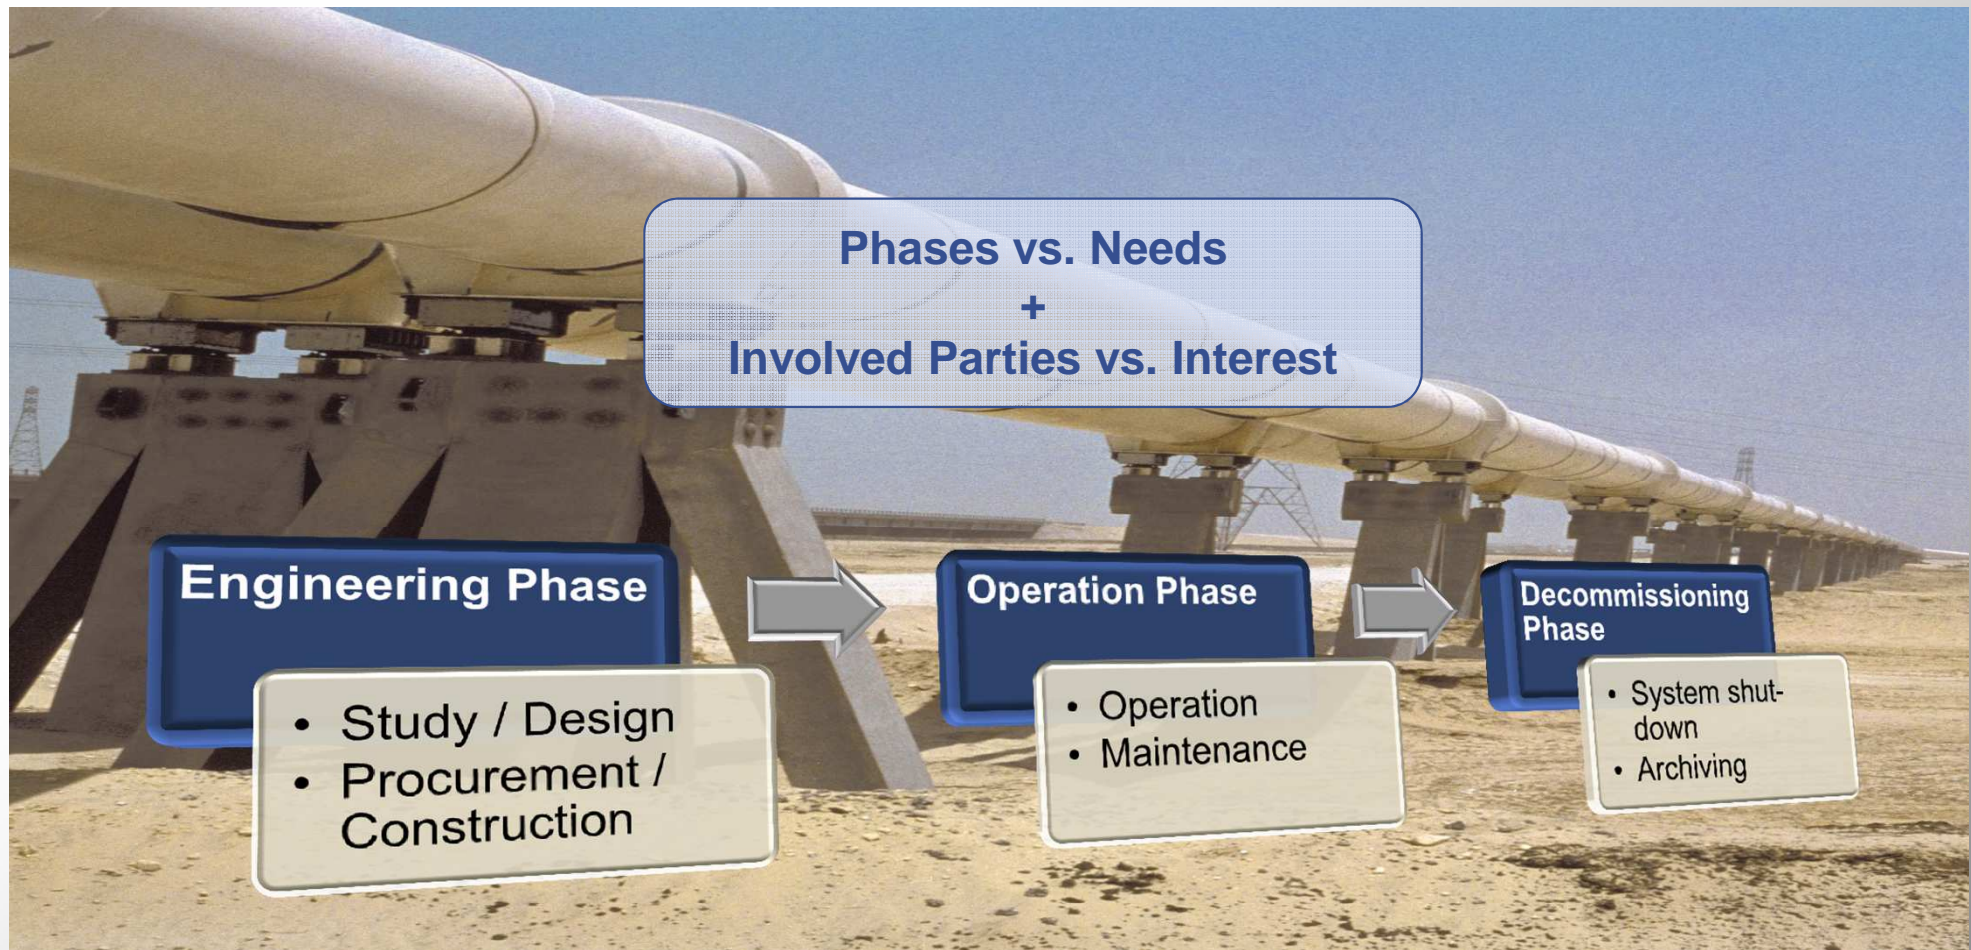 Phases vs. Needs
+
Involved Parties vs. Interest
Engineering Phase
• Study / Design
• Procurement /
Construction
Operation Phase
• Operation
• Maintenance
Decommissioning
Phase
• System shut-
down
• Archiving